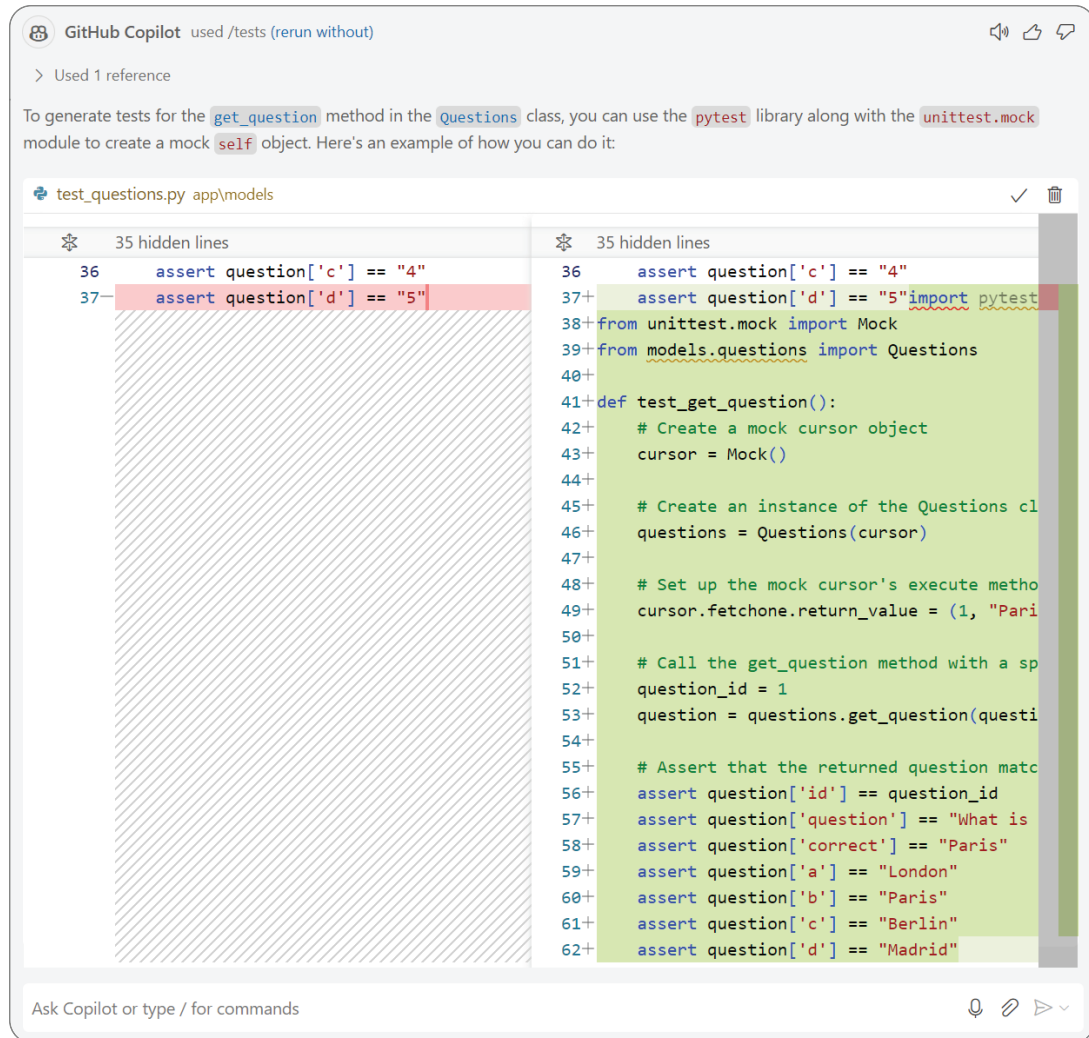 GitHub Copilot used /tests (rerun without)
Used 1 reference
To generate tests for the get_question method in the Questions class, you can use the pytest library along with the unittest.mock
module to create a mock self object. Here's an example of how you can do it:
test_questions.py app\models
35 hidden lines
36 assert question['c'] == "4"
37− assert question['d'] == "5"
35 hidden lines
36 assert question['c'] == "4"
37+ assert question['d'] == "5"import pytest
38+ from unittest.mock import Mock
39+ from models.questions import Questions
40+
41+ def test_get_question():
42+ # Create a mock cursor object
43+ cursor = Mock()
44+
45+ # Create an instance of the Questions cl
46+ questions = Questions(cursor)
47+
48+ # Set up the mock cursor's execute metho
49+ cursor.fetchone.return_value = (1, "Pari
50+
51+ # Call the get_question method with a sp
52+ question_id = 1
53+ question = questions.get_question(questi
54+
55+ # Assert that the returned question matc
56+ assert question['id'] == question_id
57+ assert question['question'] == "What is
58+ assert question['correct'] == "Paris"
59+ assert question['a'] == "London"
60+ assert question['b'] == "Paris"
61+ assert question['c'] == "Berlin"
62+ assert question['d'] == "Madrid"
Ask Copilot or type / for commands